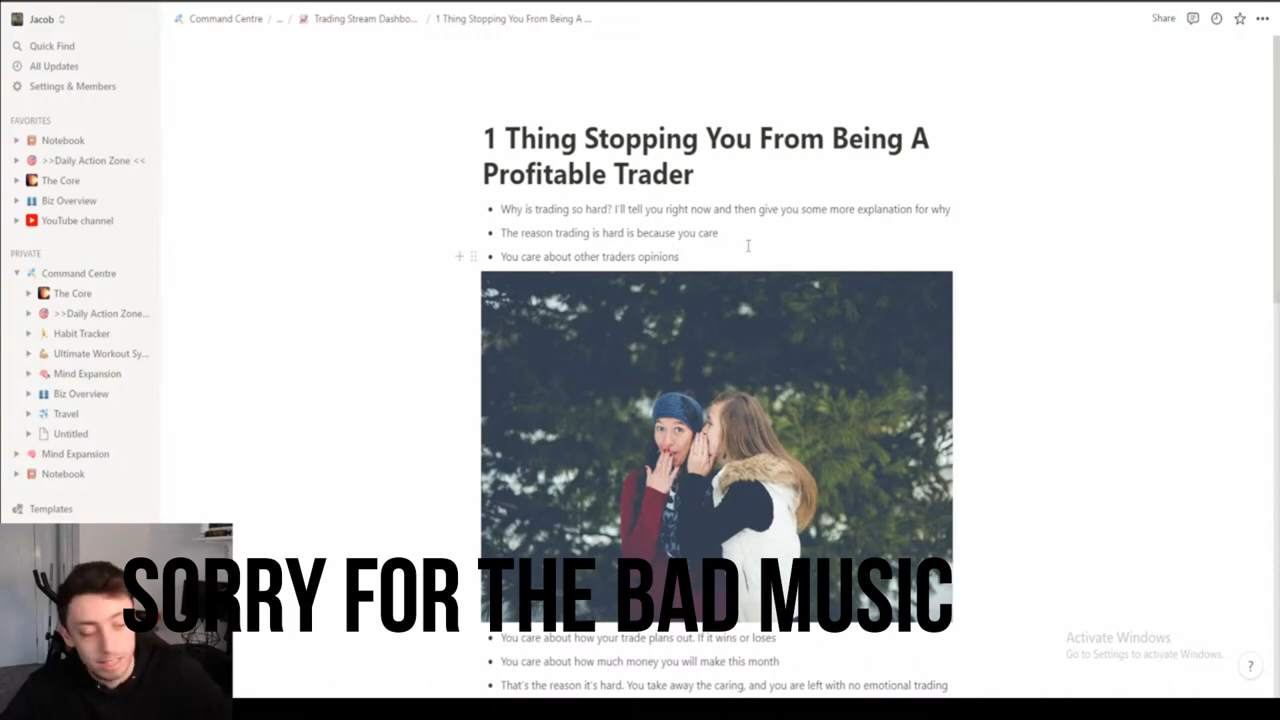 Jacob
Command Centre / ... / Trading Stream Dashbo... / 1 Thing Stopping You From Being A ...
Share
Quick Find
All Updates
Settings & Members
FAVORITES
Notebook
>>Daily Action Zone <<
The Core
Biz Overview
YouTube channel
PRIVATE
Command Centre
The Core
>>Daily Action Zone...
Habit Tracker
Ultimate Workout Sy...
Mind Expansion
Biz Overview
Travel
Untitled
Mind Expansion
Notebook
Templates
1 Thing Stopping You From Being A
Profitable Trader
Why is trading so hard? I'll tell you right now and then give you some more explanation for why
The reason trading is hard is because you care
You care about other traders opinions
SORRY FOR THE BAD MUSIC
You care about how your trade plans out. If it wins or loses
You care about how much money you will make this month
That's the reason it's hard. You take away the caring, and you are left with no emotional trading
Activate Windows
Go to Settings to activate Windows.
?